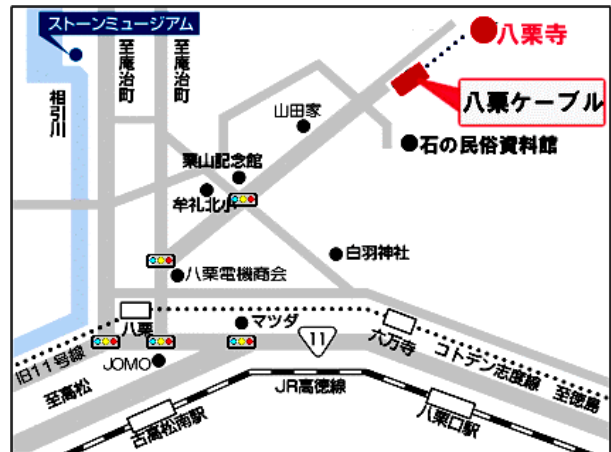 ストーンミュージアム
八栗寺
至庵治町
至庵治町
相引川
八栗ケーブル
山田家
石の民俗資料館
栗山記念館
牟礼北小
白羽神社
八栗電機商会
八栗
マツダ
11
六万寺
旧11号線
コトデン志度線
至徳島
JOMO
至高松
JR高徳線
古高松南駅
八栗口駅